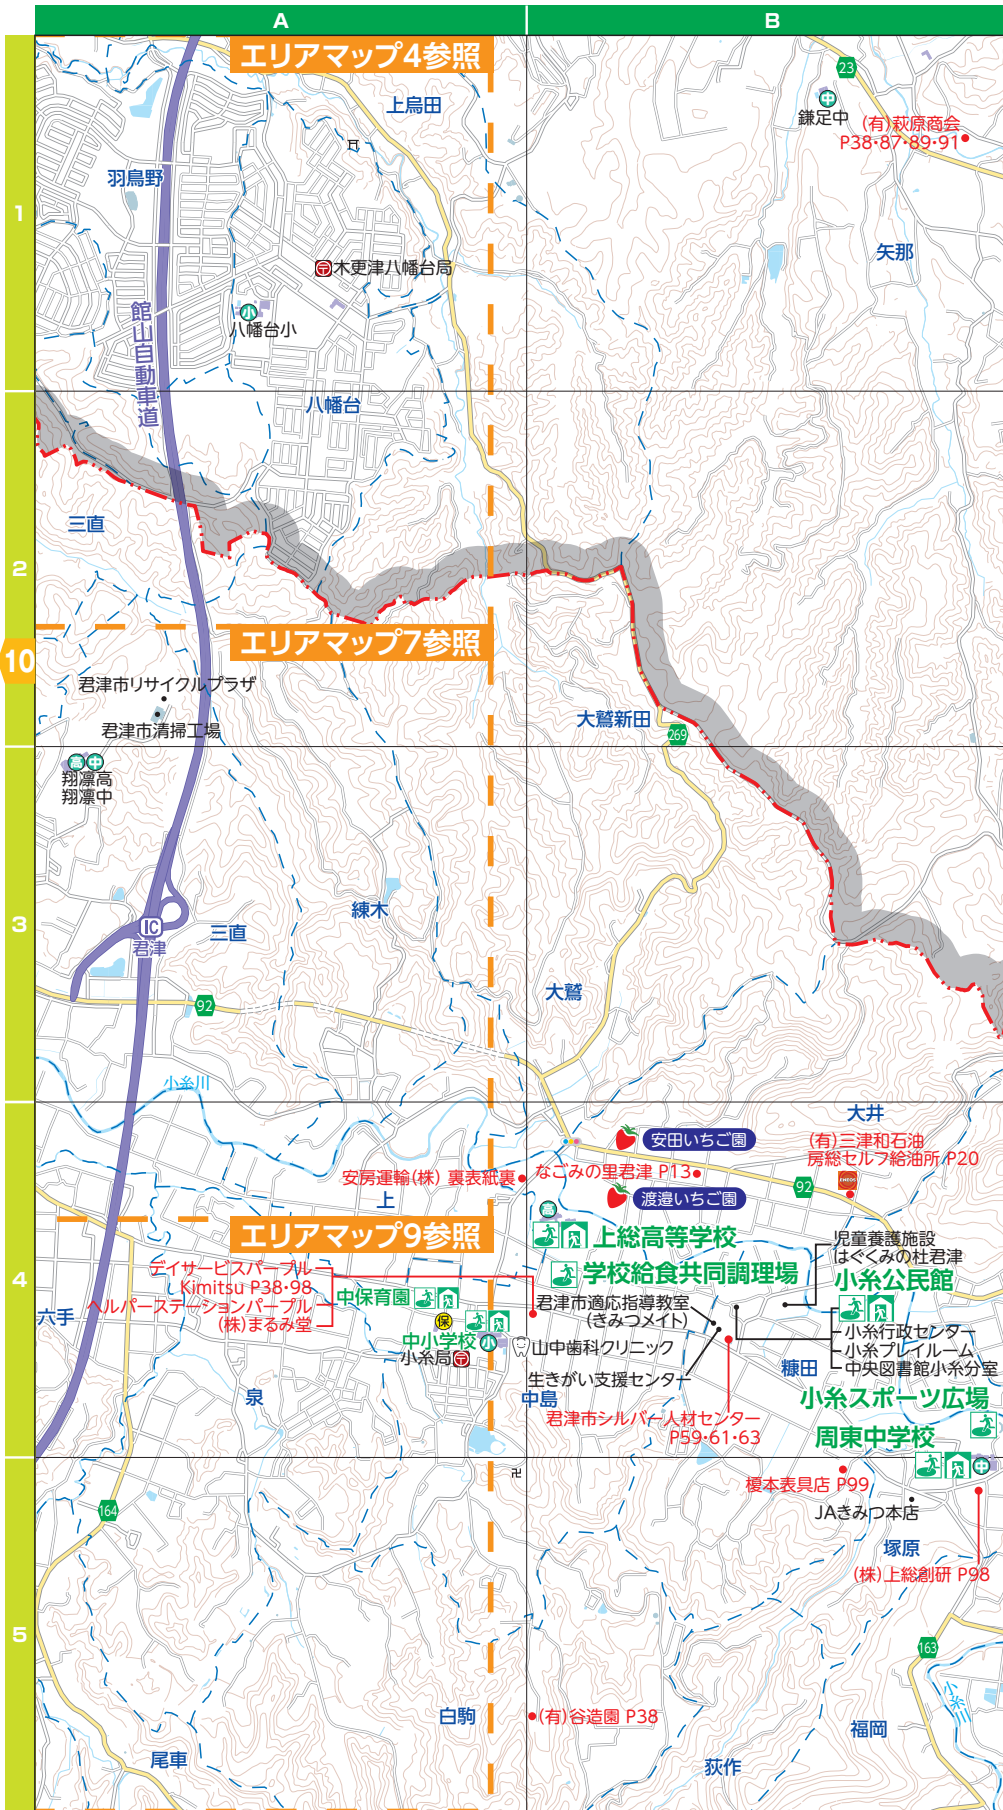 A
B
エリアマップ4参照
23
上烏田
鎌足中
(有)萩原商会
P38・87・89・91
羽鳥野
1
矢那
木更津八幡台局
小
八幡台小
館山自動車道
八幡台
三直
2
エリアマップ7参照
10
君津市リサイクルプラザ
大鷲新田
君津市清掃工場
269
高
中
翔凜高
翔凜中
練木
3
IC
三直
君津
大鷲
92
小糸川
大井
安田いちご園
(有)三津和石油
房総セルフ給油所 P20
安房運輸(株) 裏表紙裏
なごみの里君津 P13
ENEOS
92
上
渡邉いちご園
高
エリアマップ9参照
上総高等学校
児童養護施設
はぐくみの杜君津
デイサービスパープル
Kimitsu P38・98
学校給食共同調理場
小糸公民館
4
中保育園
ヘルパーステーションパープル
(株)まるみ堂
君津市適応指導教室
(きみつメイト)
六手
保
中小学校
小
小糸局
山中歯科クリニック
小糸行政センター
小糸プレイルーム
中央図書館小糸分室
糠田
生きがい支援センター
泉
中島
小糸スポーツ広場
君津市シルバー人材センター
P59・61・63
周東中学校
中
榎本表具店 P99
164
JAきみつ本店
塚原
(株)上総創研 P98
5
163
小糸川
白駒
(有)谷造園 P38
福岡
尾車
荻作